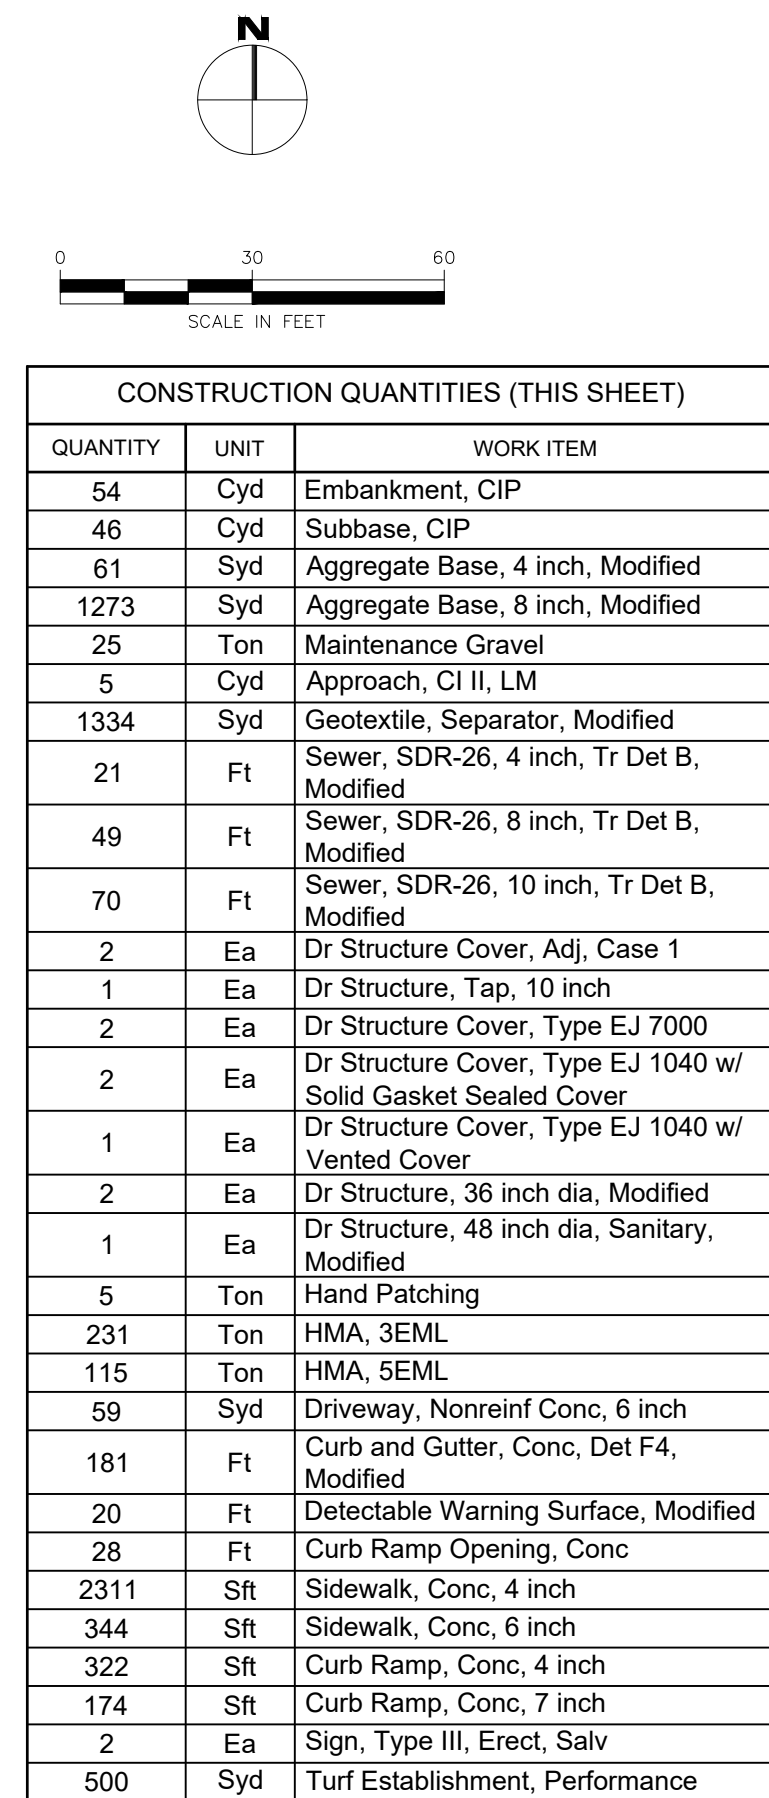 N
0 30 60
SCALE IN FEET
CONSTRUCTION QUANTITIES (THIS SHEET)
QUANTITY UNIT WORK ITEM
54 Cyd Embankment, CIP
46 Cyd Subbase, CIP
61 Syd Aggregate Base, 4 inch, Modified
1273 Syd Aggregate Base, 8 inch, Modified
25 Ton Maintenance Gravel
5 Cyd Approach, CI II, LM
1334 Syd Geotextile, Separator, Modified
21 Ft Sewer, SDR-26, 4 inch, Tr Det B,
Modified
49 Ft Sewer, SDR-26, 8 inch, Tr Det B,
Modified
70 Ft Sewer, SDR-26, 10 inch, Tr Det B,
Modified
2 Ea Dr Structure Cover, Adj, Case 1
1 Ea Dr Structure, Tap, 10 inch
2 Ea Dr Structure Cover, Type EJ 7000
2 Ea Dr Structure Cover, Type EJ 1040 w/
Solid Gasket Sealed Cover
1 Ea Dr Structure Cover, Type EJ 1040 w/
Vented Cover
2 Ea Dr Structure, 36 inch dia, Modified
1 Ea Dr Structure, 48 inch dia, Sanitary,
Modified
5 Ton Hand Patching
231 Ton HMA, 3EML
115 Ton HMA, 5EML
59 Syd Driveway, Nonreinf Conc, 6 inch
181 Ft Curb and Gutter, Conc, Det F4,
Modified
20 Ft Detectable Warning Surface, Modified
28 Ft Curb Ramp Opening, Conc
2311 Sft Sidewalk, Conc, 4 inch
344 Sft Sidewalk, Conc, 6 inch
322 Sft Curb Ramp, Conc, 4 inch
174 Sft Curb Ramp, Conc, 7 inch
2 Ea Sign, Type III, Erect, Salv
500 Syd Turf Establishment, Performance